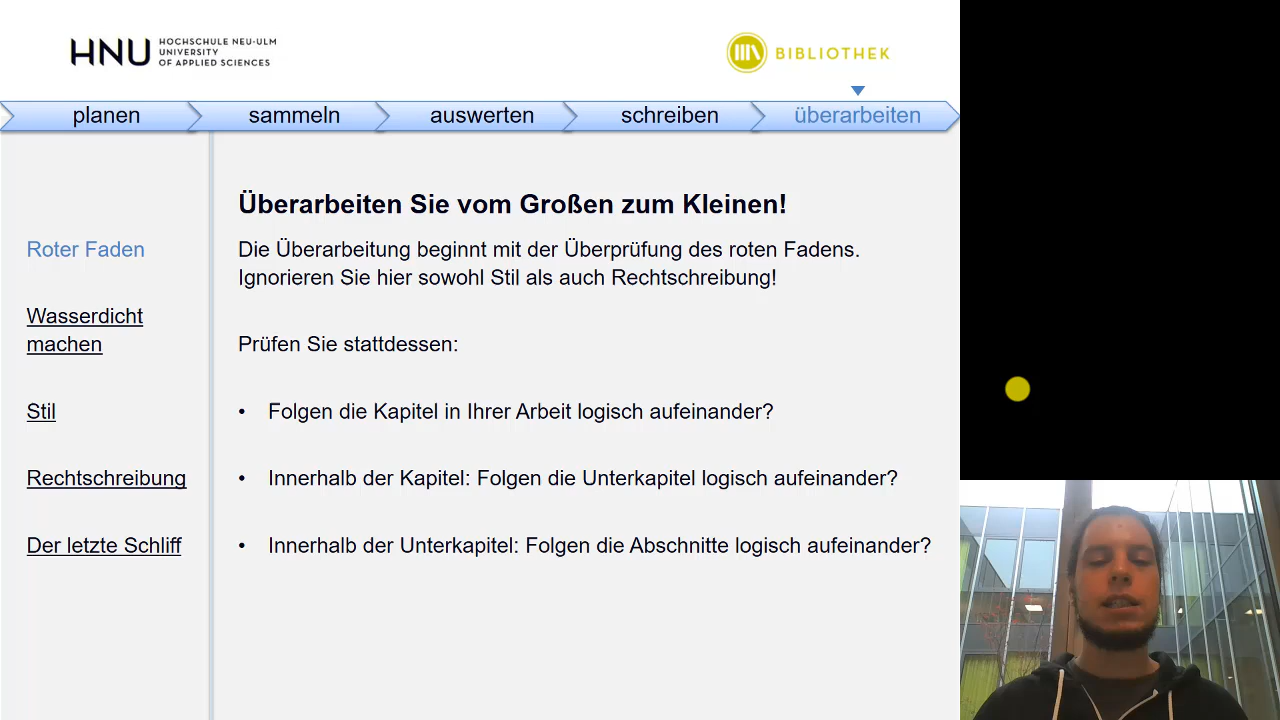 HNU HOCHSCHULE NEU-ULM
UNIVERSITY
OF APPLIED SCIENCES
BIBLIOTHEK
planen sammeln auswerten schreiben überarbeiten
Überarbeiten Sie vom Großen zum Kleinen!
Roter Faden
Die Überarbeitung beginnt mit der Überprüfung des roten Fadens.
Ignorieren Sie hier sowohl Stil als auch Rechtschreibung!
Wasserdicht
machen
Prüfen Sie stattdessen:
Stil
• Folgen die Kapitel in Ihrer Arbeit logisch aufeinander?
Rechtschreibung
• Innerhalb der Kapitel: Folgen die Unterkapitel logisch aufeinander?
Der letzte Schliff
• Innerhalb der Unterkapitel: Folgen die Abschnitte logisch aufeinander?